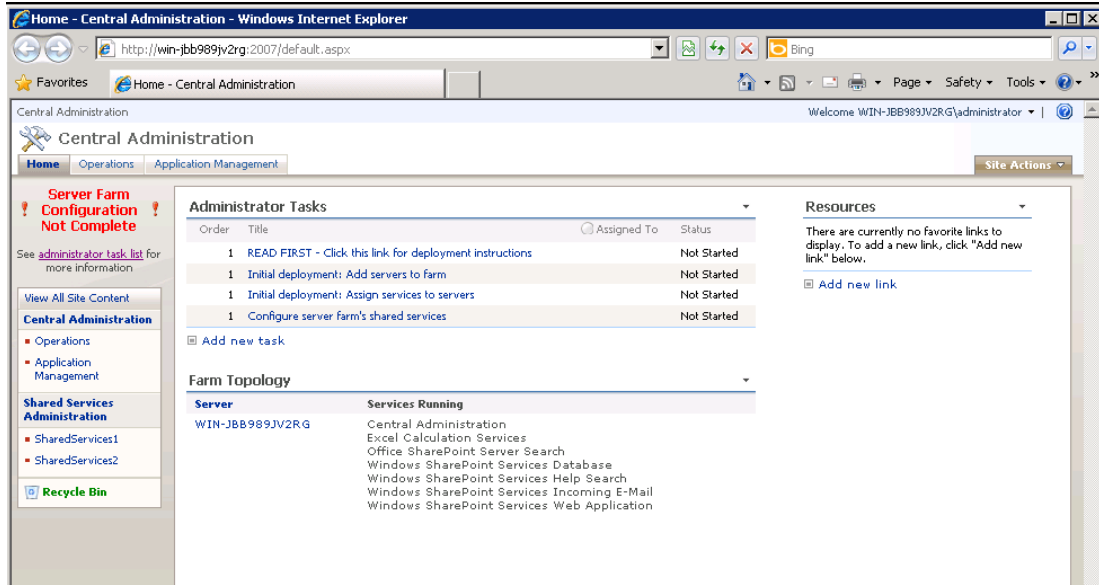 Home - Central Administration - Windows Internet Explorer
http://win-jbb989jv2rg:2007/default.aspx
Bing
Favorites
Home - Central Administration
Page
Safety
Tools
Central Administration
Welcome WIN-JBB989JV2RG\administrator
Central Administration
Home
Operations
Application Management
Site Actions
Server Farm
Configuration
Not Complete
See administrator task list for
more information
View All Site Content
Central Administration
Operations
Application
Management
Shared Services
Administration
SharedServices1
SharedServices2
Recycle Bin
Administrator Tasks
Order Title Assigned To Status
1 READ FIRST - Click this link for deployment instructions Not Started
1 Initial deployment: Add servers to farm Not Started
1 Initial deployment: Assign services to servers Not Started
1 Configure server farm's shared services Not Started
Add new task
Farm Topology
Server Services Running
WIN-JBB989JV2RG Central Administration
Excel Calculation Services
Office SharePoint Server Search
Windows SharePoint Services Database
Windows SharePoint Services Help Search
Windows SharePoint Services Incoming E-Mail
Windows SharePoint Services Web Application
Resources
There are currently no favorite links to
display. To add a new link, click "Add new
link" below.
Add new link